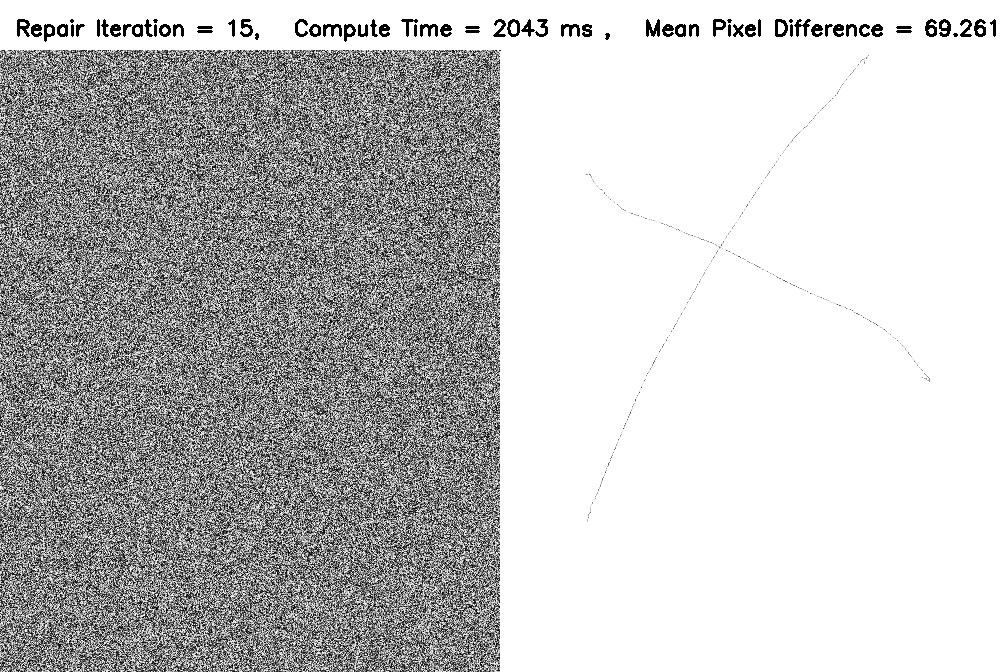 Repair Iteration = 15, Compute Time = 2043 ms , Mean Pixel Difference = 69.261